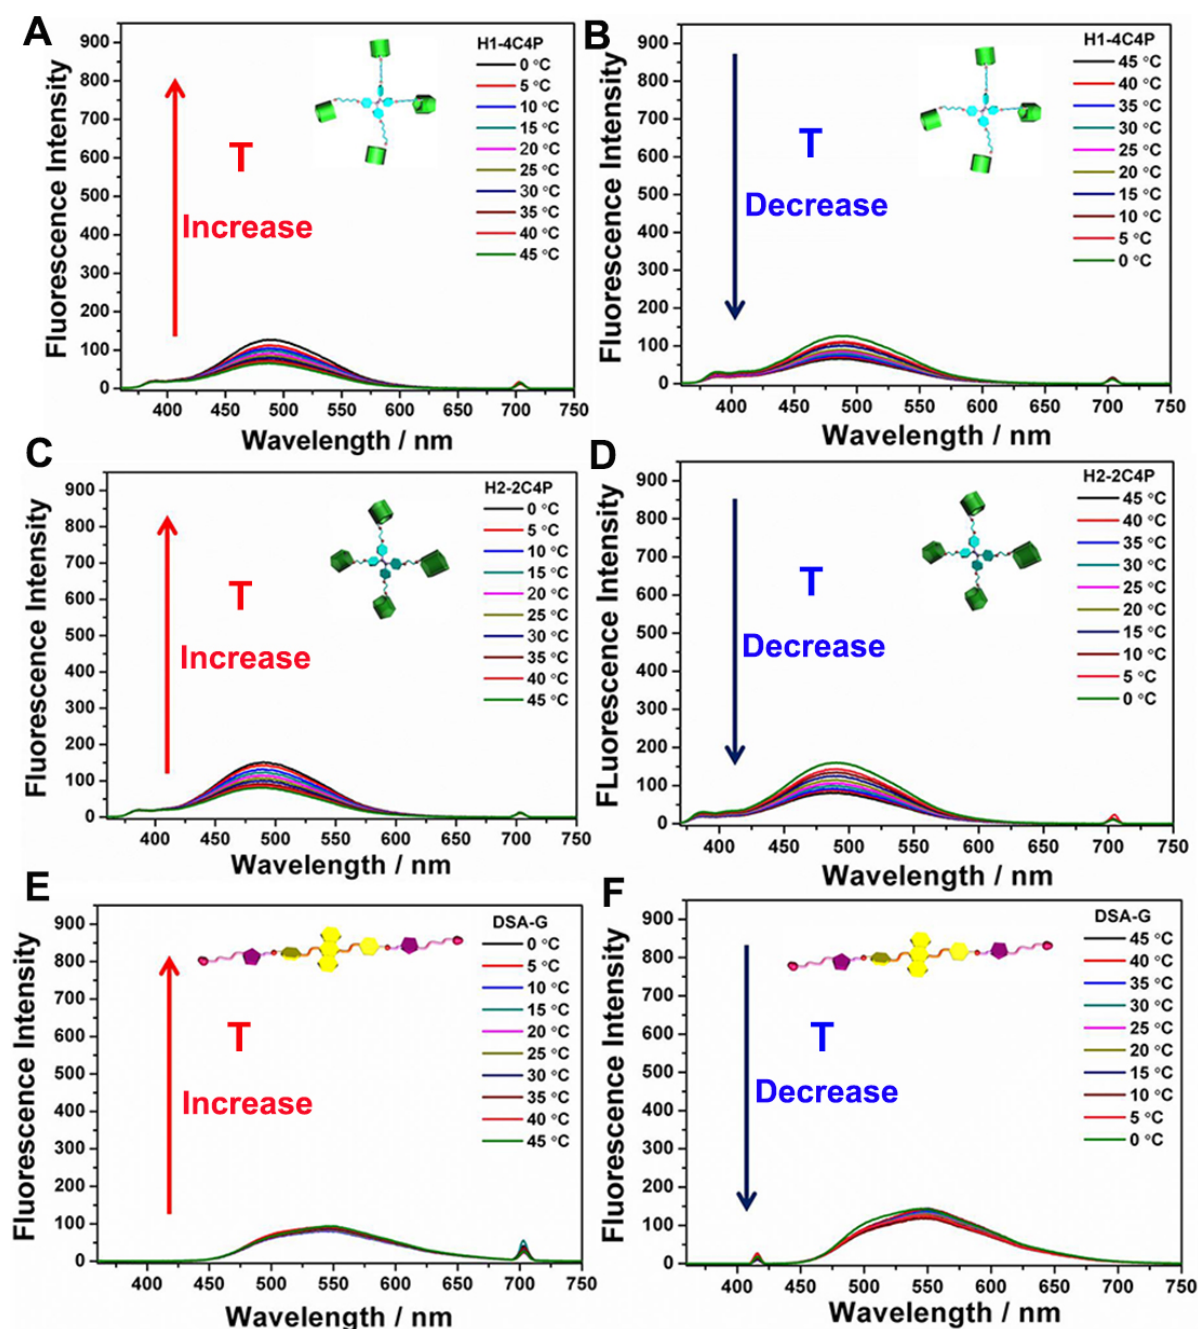 A
Fluorescence Intensity
900
800
700
600
500
400
300
200
100
0
T
Increase
H1-4C4P
0 °C
5 °C
10 °C
15 °C
20 °C
25 °C
30 °C
35 °C
40 °C
45 °C
400 450 500 550 600 650 700 750
Wavelength / nm
B
Fluorescence Intensity
900
800
700
600
500
400
300
200
100
0
T
Decrease
H1-4C4P
45 °C
40 °C
35 °C
30 °C
25 °C
20 °C
15 °C
10 °C
5 °C
0 °C
400 450 500 550 600 650 700 750
Wavelength / nm
C
Fluorescence Intensity
900
800
700
600
500
400
300
200
100
0
T
Increase
H2-2C4P
0 °C
5 °C
10 °C
15 °C
20 °C
25 °C
30 °C
35 °C
40 °C
45 °C
400 450 500 550 600 650 700 750
Wavelength / nm
D
FLuorescence Intensity
900
800
700
600
500
400
300
200
100
0
T
Decrease
H2-2C4P
45 °C
40 °C
35 °C
30 °C
25 °C
20 °C
15 °C
10 °C
5 °C
0 °C
400 450 500 550 600 650 700 750
Wavelength / nm
E
Fluorescence Intensity
900
800
700
600
500
400
300
200
100
0
T
Increase
DSA-G
0 °C
5 °C
10 °C
15 °C
20 °C
25 °C
30 °C
35 °C
40 °C
45 °C
400 450 500 550 600 650 700 750
Wavelength / nm
F
Fluorescence Intensity
900
800
700
600
500
400
300
200
100
0
T
Decrease
DSA-G
45 °C
40 °C
35 °C
30 °C
25 °C
20 °C
15 °C
10 °C
5 °C
0 °C
400 450 500 550 600 650 700 750
Wavelength / nm